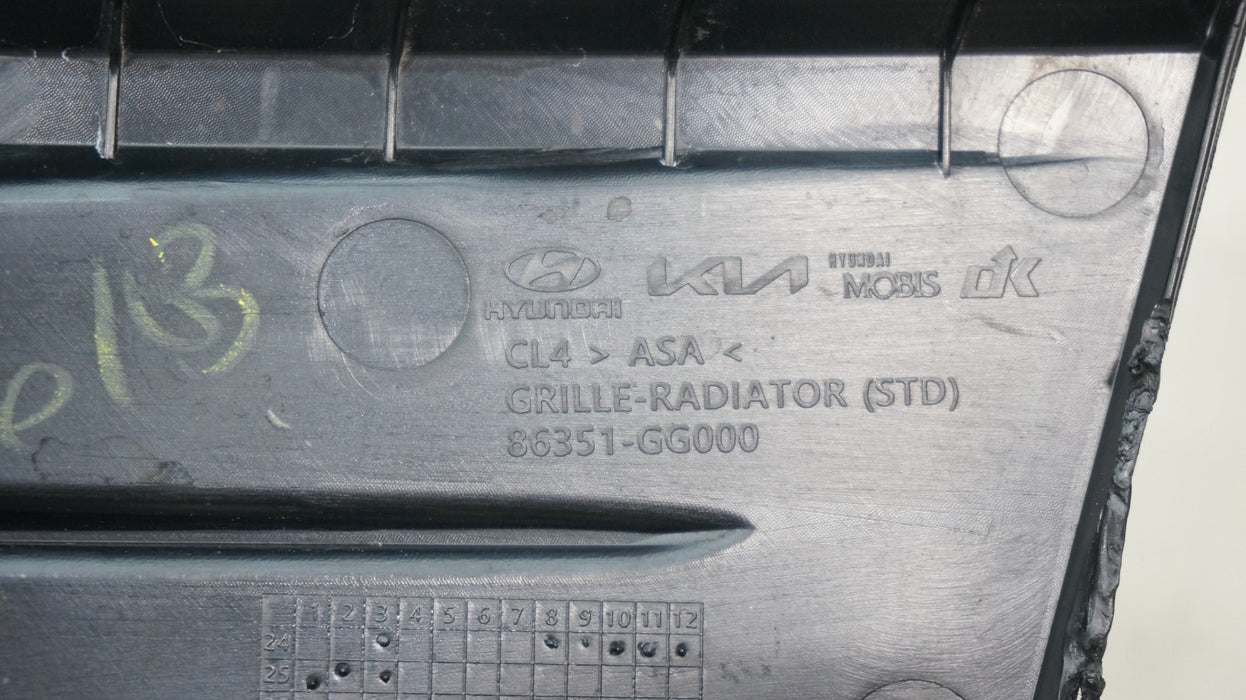 HYUNDAI KIA HYUNDAI MOBIS OK
CL4 > ASA <
GRILLE-RADIATOR (STD)
86351-GG000
13
1 2 3 4 5 6 7 8 9 10 11 12
24
25